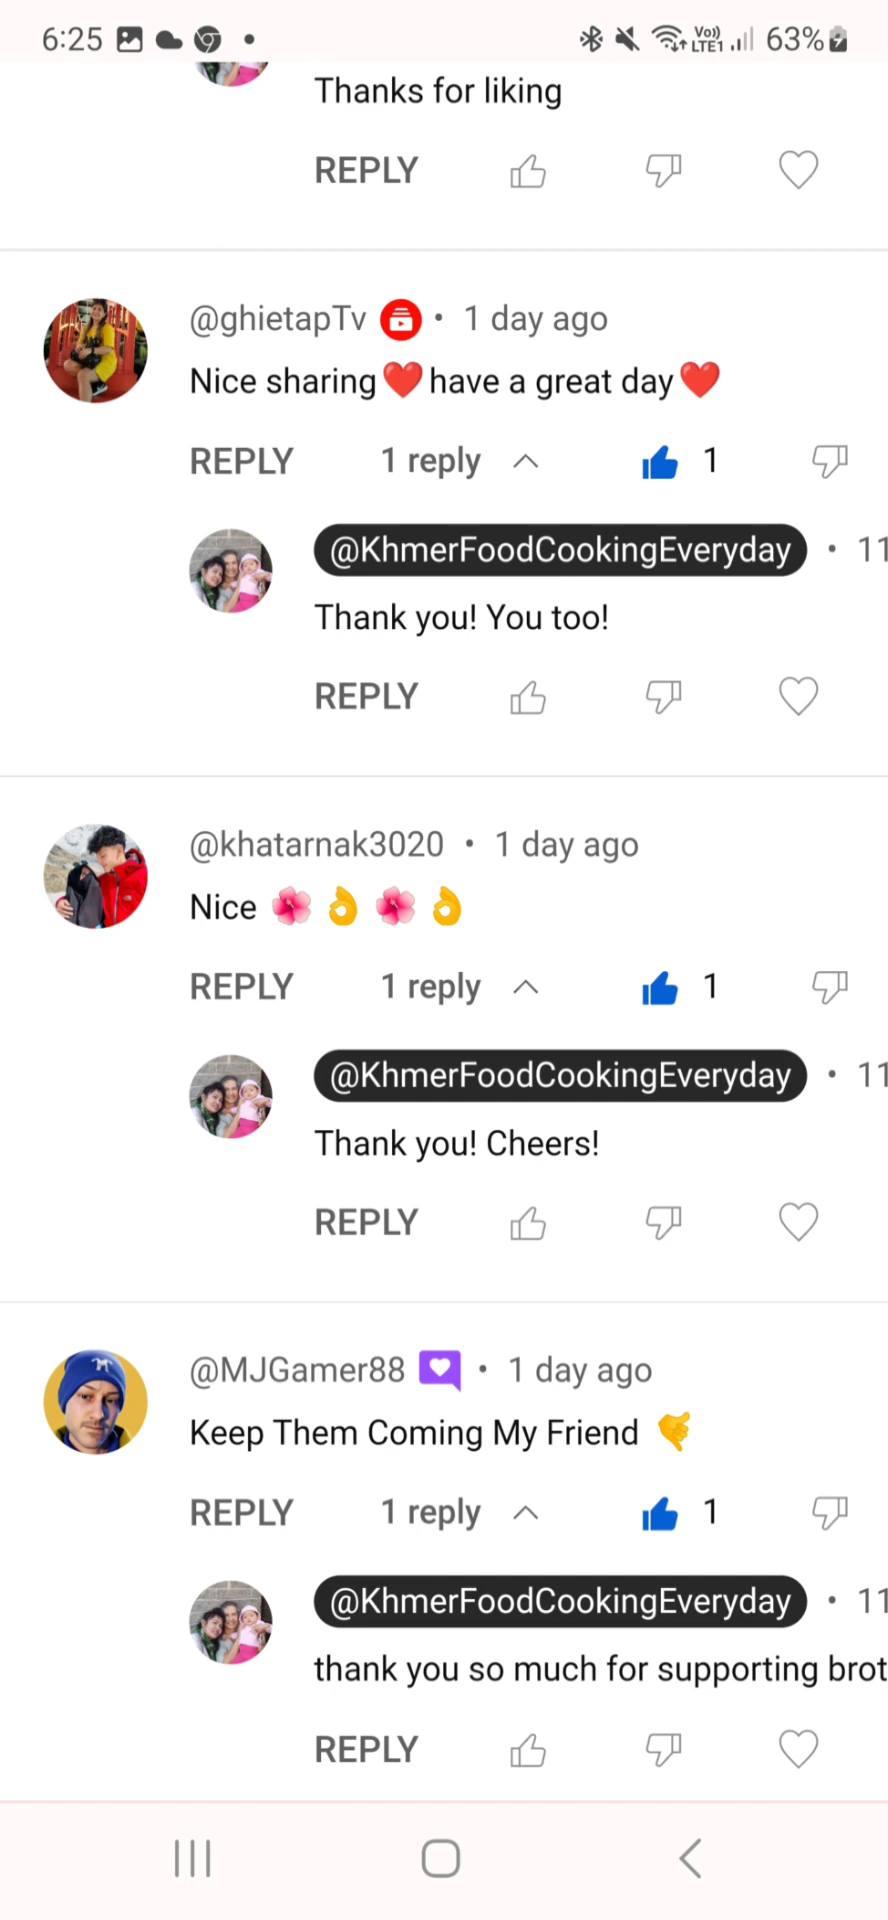 6:25 Vo)) LTE1 63%
Thanks for liking
REPLY
@ghietapTv • 1 day ago
Nice sharing❤️have a great day❤️
REPLY 1 reply 1
@KhmerFoodCookingEveryday • 11
Thank you! You too!
REPLY
@khatarnak3020 • 1 day ago
Nice 🌺👌🌺👌
REPLY 1 reply 1
@KhmerFoodCookingEveryday • 11
Thank you! Cheers!
REPLY
@MJGamer88 • 1 day ago
Keep Them Coming My Friend 🤙
REPLY 1 reply 1
@KhmerFoodCookingEveryday • 11
thank you so much for supporting brot
REPLY